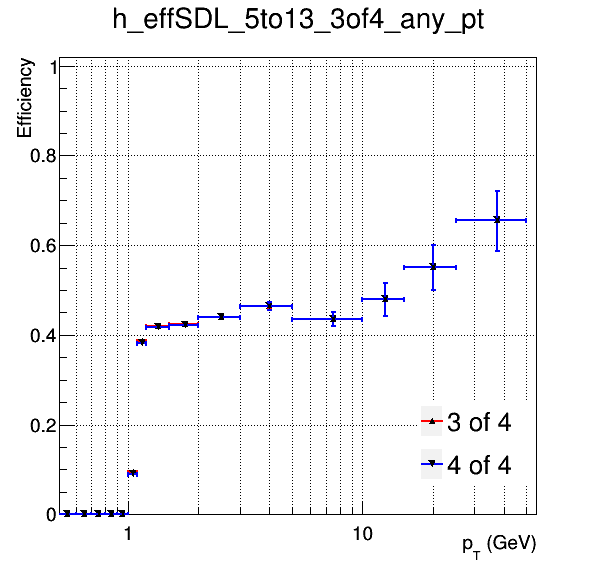 h_effSDL_5to13_3of4_any_pt
Efficiency
1
0.8
0.6
0.4
0.2
0
3 of 4
4 of 4
1
10
p_T (GeV)